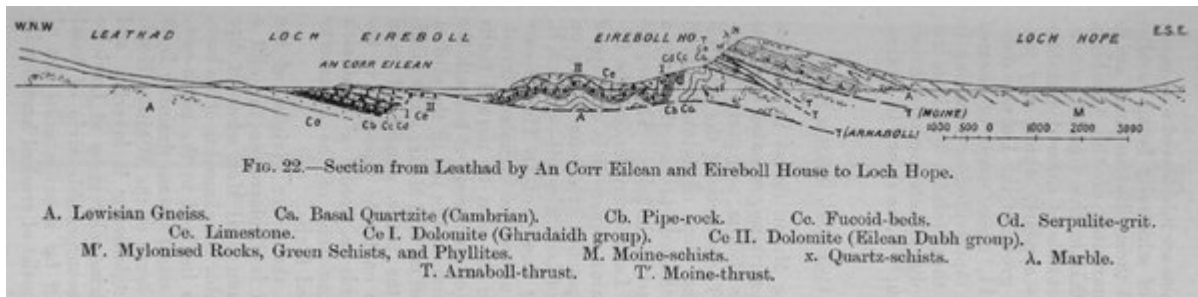 W.N.W. LEATHAD LOCH EIREBOLL EIREBOLL HO. LOCH HOPE E.S.E.
AN CORR EILEAN
A Ca Cb Cc Cd I Ce II A Cb Ca T (MOINE) M
T (ARNABOLL) 1000 500 0 1000 2000 3000
FIG. 22.—Section from Leathad by An Corr Eilean and Eireboll House to Loch Hope.
A. Lewisian Gneiss. Ca. Basal Quartzite (Cambrian). Cb. Pipe-rock. Cc. Fucoid-beds. Cd. Serpulite-grit.
Ce. Limestone. Ce I. Dolomite (Ghrudaidh group). Ce II. Dolomite (Eilean Dubh group).
M'. Mylonised Rocks, Green Schists, and Phyllites. M. Moine-schists. x. Quartz-schists. λ. Marble.
T. Arnaboll-thrust. T'. Moine-thrust.